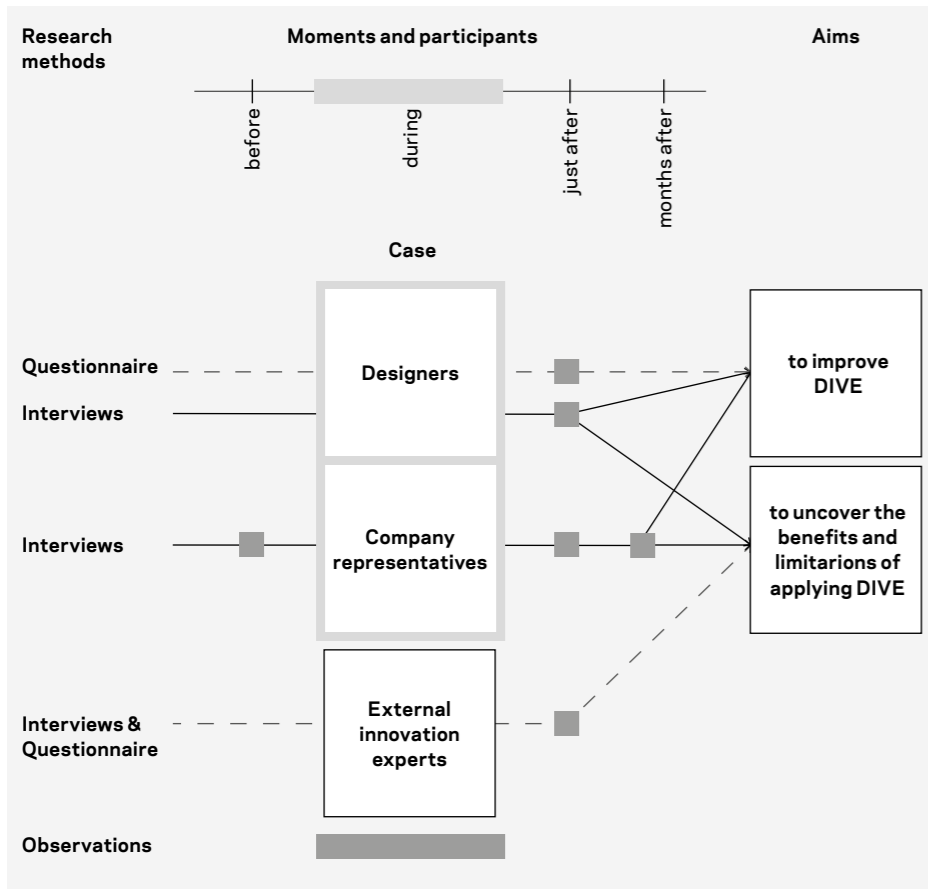 Research
methods
Moments and participants
Aims
before
during
just after
months after
Case
Questionnaire
Interviews
Designers
to improve
DIVE
Interviews
Company
representatives
to uncover the
benefits and
limitarions of
applying DIVE
Interviews &
Questionnaire
External
innovation
experts
Observations